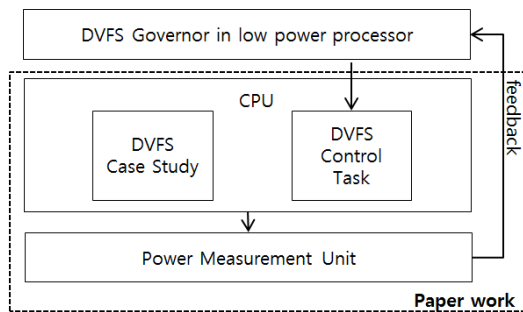 DVFS Governor in low power processor
CPU
DVFS
Case Study
DVFS
Control
Task
feedback
Power Measurement Unit
Paper work